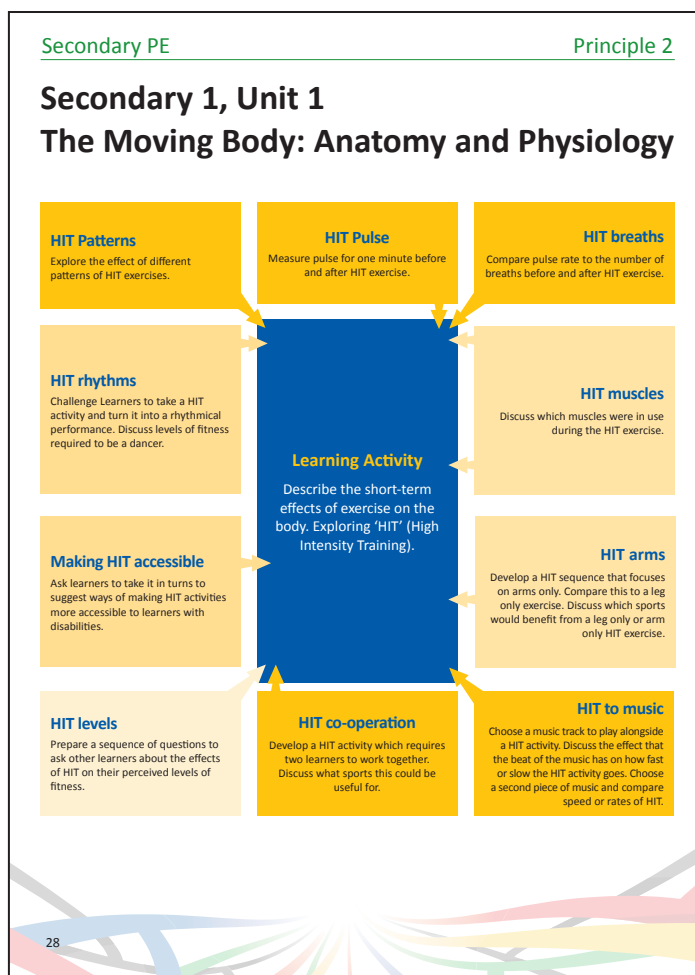 Secondary PE
Principle 2
Secondary 1, Unit 1
The Moving Body: Anatomy and Physiology
HIT Patterns
Explore the effect of different
patterns of HIT exercises.
HIT Pulse
Measure pulse for one minute before
and after HIT exercise.
HIT breaths
Compare pulse rate to the number of
breaths before and after HIT exercise.
HIT rhythms
Challenge Learners to take a HIT
activity and turn it into a rhythmical
performance. Discuss levels of fitness
required to be a dancer.
Learning Activity
Describe the short-term
effects of exercise on the
body. Exploring ‘HIT’ (High
Intensity Training).
HIT muscles
Discuss which muscles were in use
during the HIT exercise.
Making HIT accessible
Ask learners to take it in turns to
suggest ways of making HIT activities
more accessible to learners with
disabilities.
HIT arms
Develop a HIT sequence that focuses
on arms only. Compare this to a leg
only exercise. Discuss which sports
would benefit from a leg only or arm
only HIT exercise.
HIT levels
Prepare a sequence of questions to
ask other learners about the effects
of HIT on their perceived levels of
fitness.
HIT co-operation
Develop a HIT activity which requires
two learners to work together.
Discuss what sports this could be
useful for.
HIT to music
Choose a music track to play alongside
a HIT activity. Discuss the effect that
the beat of the music has on how fast
or slow the HIT activity goes. Choose
a second piece of music and compare
speed or rates of HIT.
28